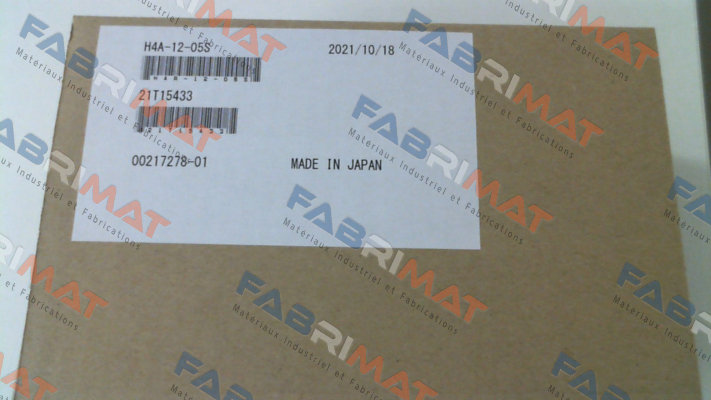 H4A-12-05S 2021/10/18
21T15433
00217278-01 MADE IN JAPAN
FABRIMAT
Materiaux Industriel et Fabrications